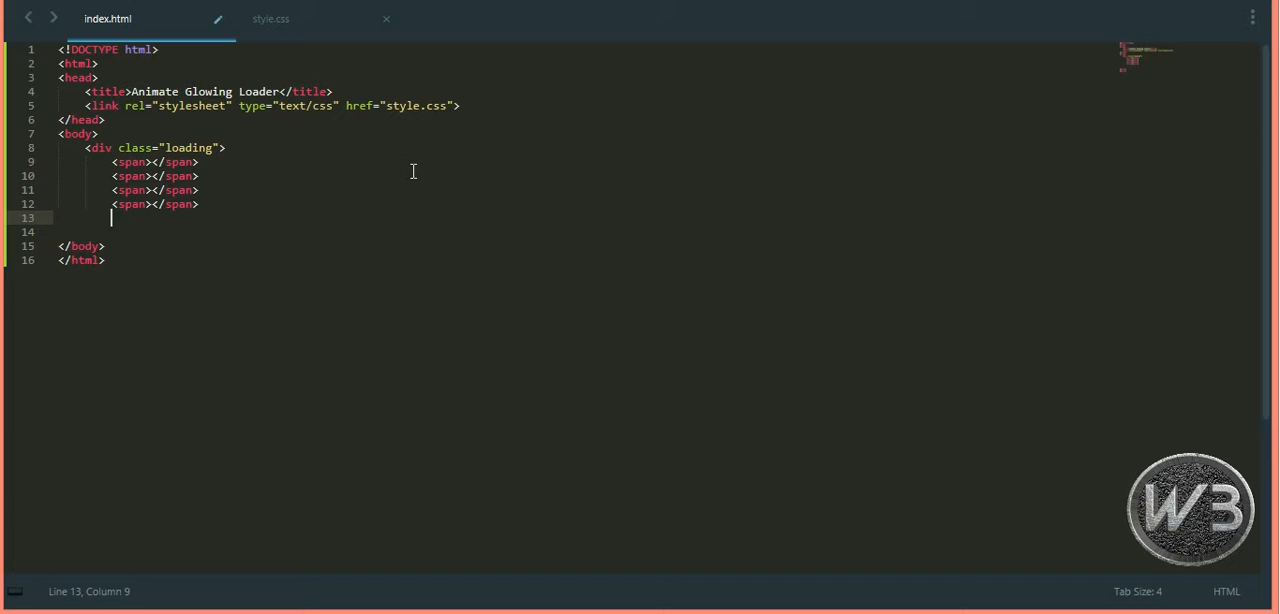 index.html
style.css
1 <!DOCTYPE html>
2 <html>
3 <head>
4 <title>Animate Glowing Loader</title>
5 <link rel="stylesheet" type="text/css" href="style.css">
6 </head>
7 <body>
8 <div class="loading">
9 <span></span>
10 <span></span>
11 <span></span>
12 <span></span>
13
14
15 </body>
16 </html>
W3
Line 13, Column 9
Tab Size: 4
HTML